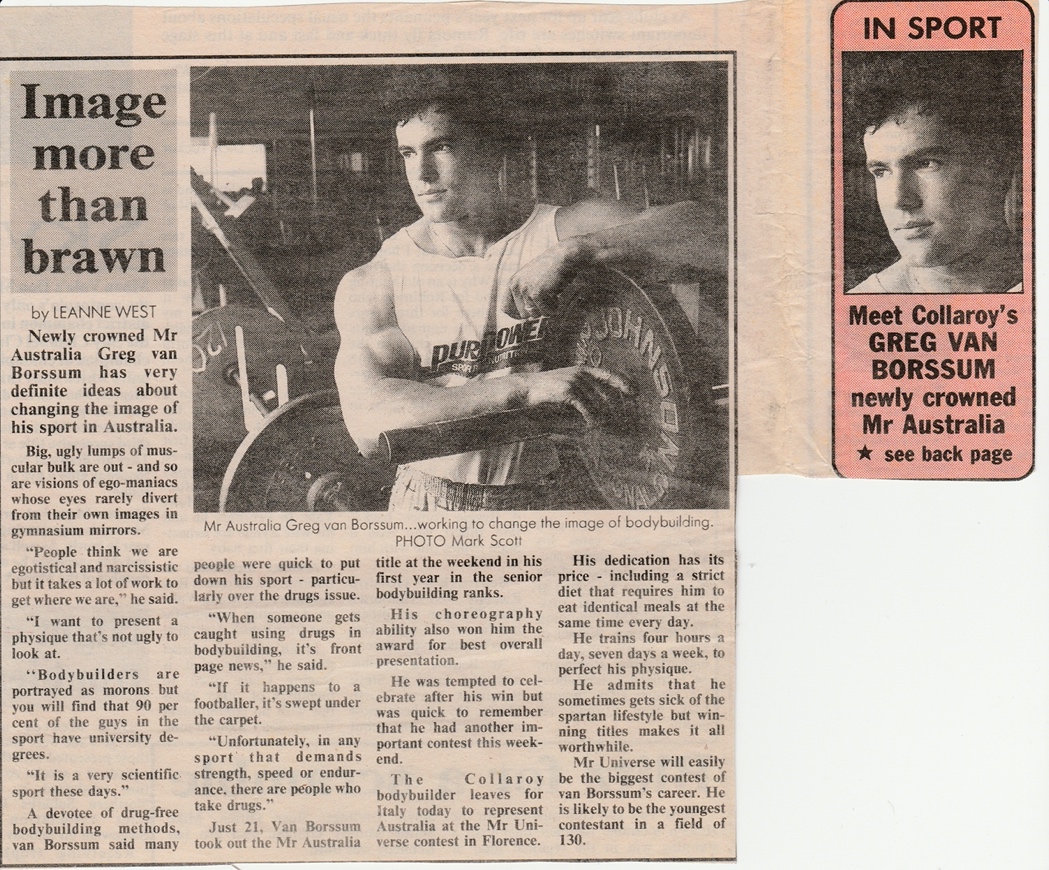 IN SPORT
Meet Collaroy's
GREG VAN
BORSSUM
newly crowned
Mr Australia
★ see back page
Image
more
than
brawn
by LEANNE WEST
Newly crowned Mr
Australia Greg van
Borssum has very
definite ideas about
changing the image of
his sport in Australia.
Big, ugly lumps of mus-
cular bulk are out - and so
are visions of ego-maniacs
whose eyes rarely divert
from their own images in
gymnasium mirrors.
“People think we are
egotistical and narcissistic
but it takes a lot of work to
get where we are,” he said.
“I want to present a
physique that’s not ugly to
look at.
“Bodybuilders are
portrayed as morons but
you will find that 90 per
cent of the guys in the
sport have university de-
grees.
“It is a very scientific
sport these days.”
A devotee of drug-free
bodybuilding methods,
van Borssum said many
PURPOWER
JOHNSON
Mr Australia Greg van Borssum...working to change the image of bodybuilding.
PHOTO Mark Scott
people were quick to put
down his sport - particu-
larly over the drugs issue.
“When someone gets
caught using drugs in
bodybuilding, it’s front
page news,” he said.
“If it happens to a
footballer, it’s swept under
the carpet.
“Unfortunately, in any
sport that demands
strength, speed or endur-
ance, there are people who
take drugs.”
Just 21, Van Borssum
took out the Mr Australia
title at the weekend in his
first year in the senior
bodybuilding ranks.
His choreography
ability also won him the
award for best overall
presentation.
He was tempted to cel-
ebrate after his win but
was quick to remember
that he had another im-
portant contest this week-
end.
The Collaroy
bodybuilder leaves for
Italy today to represent
Australia at the Mr Uni-
verse contest in Florence.
His dedication has its
price - including a strict
diet that requires him to
eat identical meals at the
same time every day.
He trains four hours a
day, seven days a week, to
perfect his physique.
He admits that he
sometimes gets sick of the
spartan lifestyle but win-
ning titles makes it all
worthwhile.
Mr Universe will easily
be the biggest contest of
van Borssum’s career. He
is likely to be the youngest
contestant in a field of
130.